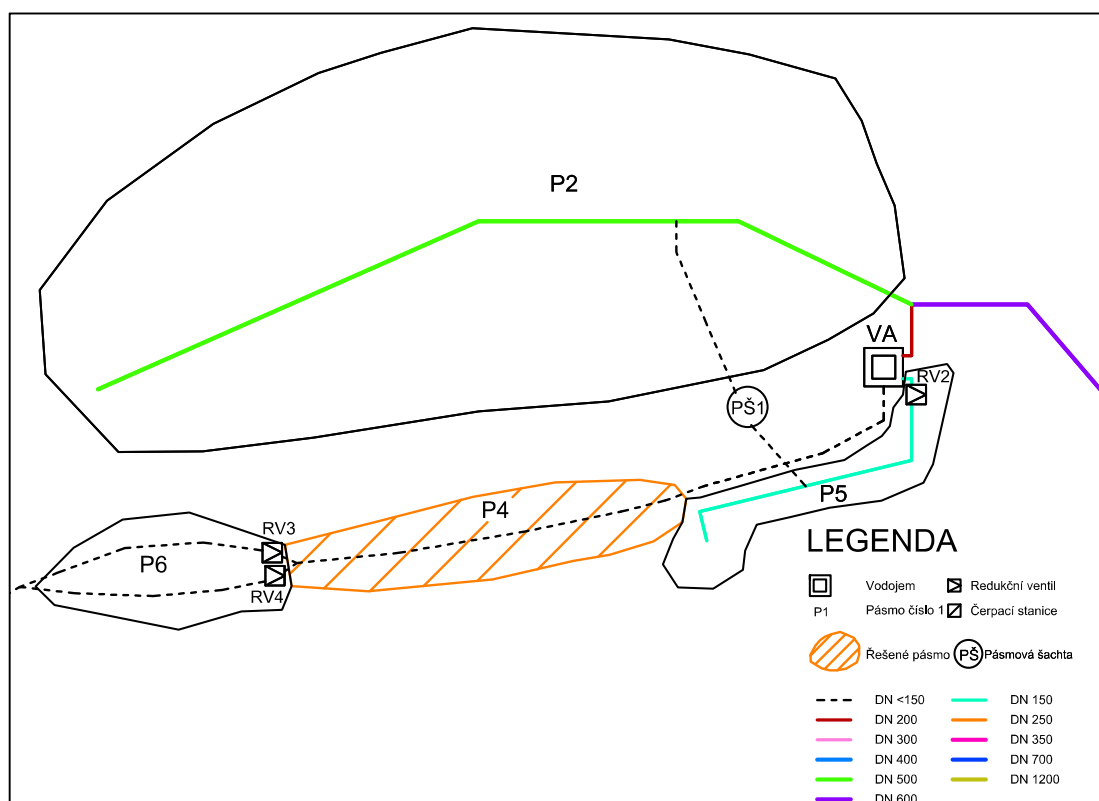 P2
VA
RV2
PŠ1
P5
P4
RV3
P6
RV4
LEGENDA
Vodojem
Redukční ventil
P1
Pásmo číslo 1
Čerpací stanice
Řešené pásmo
PŠ
Pásmová šachta
DN <150
DN 150
DN 200
DN 250
DN 300
DN 350
DN 400
DN 700
DN 500
DN 1200
DN 600